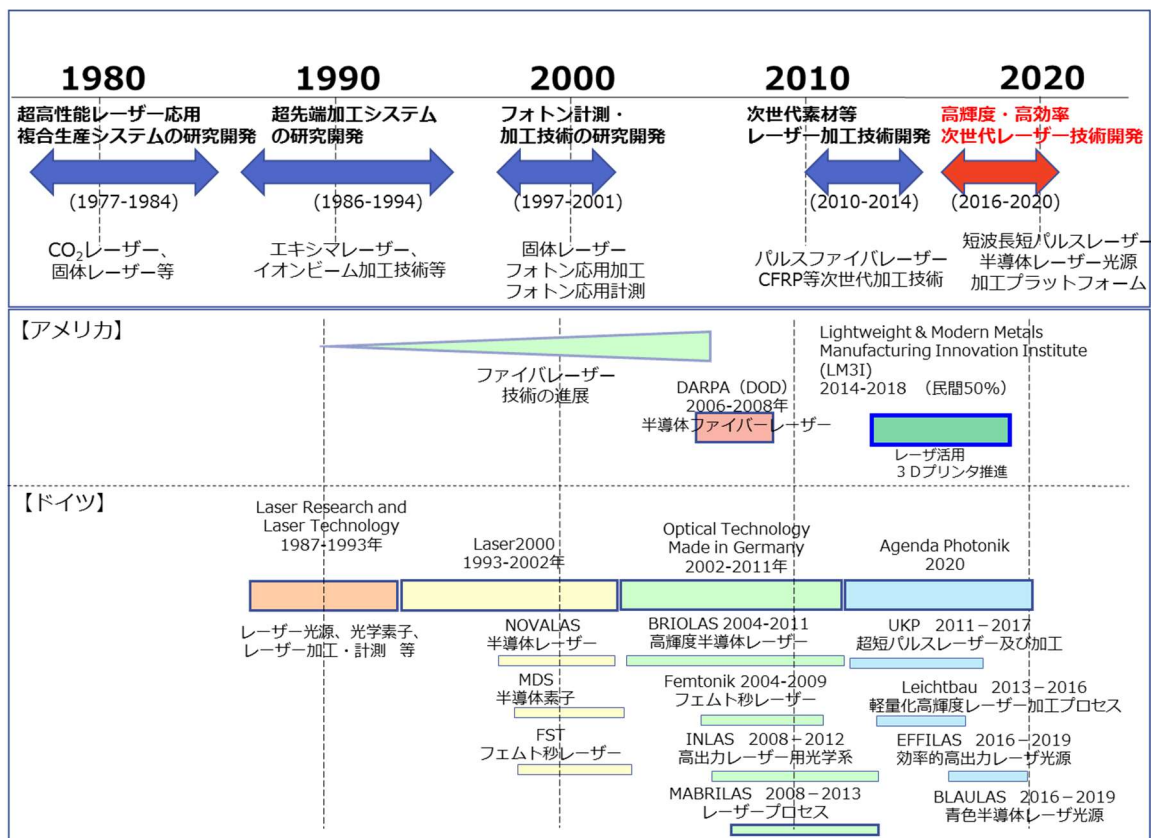 1980
1990
2000
2010
2020
超高性能レーザー応用
複合生産システムの研究開発
超先端加工システム
の研究開発
フォトン計測・
加工技術の研究開発
次世代素材等
レーザー加工技術開発
高輝度・高効率
次世代レーザー技術開発
(1977-1984)
(1986-1994)
(1997-2001)
(2010-2014)
(2016-2020)
CO₂レーザー、
固体レーザー等
エキシマレーザー、
イオンビーム加工技術等
固体レーザー
フォトン応用加工
フォトン応用計測
パルスファイバレーザー
CFRP等次世代加工技術
短波長短パルスレーザー
半導体レーザー光源
加工プラットフォーム
【アメリカ】
ファイバレーザー
技術の進展
DARPA（DOD）
2006-2008年
半導体ファイバーレーザー
Lightweight & Modern Metals
Manufacturing Innovation Institute
(LM3I)
2014-2018　（民間50%）
レーザ活用
３Ｄプリンタ推進
【ドイツ】
Laser Research and
Laser Technology
1987-1993年
Laser2000
1993-2002年
Optical Technology
Made in Germany
2002-2011年
Agenda Photonik
2020
レーザー光源、光学素子、
レーザー加工・計測　等
NOVALAS
半導体レーザー
MDS
半導体素子
FST
フェムト秒レーザー
BRIOLAS 2004-2011
高輝度半導体レーザー
Femtonik 2004-2009
フェムト秒レーザー
INLAS　2008－2012
高出力レーザー用光学系
MABRILAS　2008－2013
レーザープロセス
UKP　2011－2017
超短パルスレーザー及び加工
Leichtbau　2013－2016
軽量化高輝度レーザー加工プロセス
EFFILAS　2016－2019
効率的高出力レーザ光源
BLAULAS　2016－2019
青色半導体レーザ光源